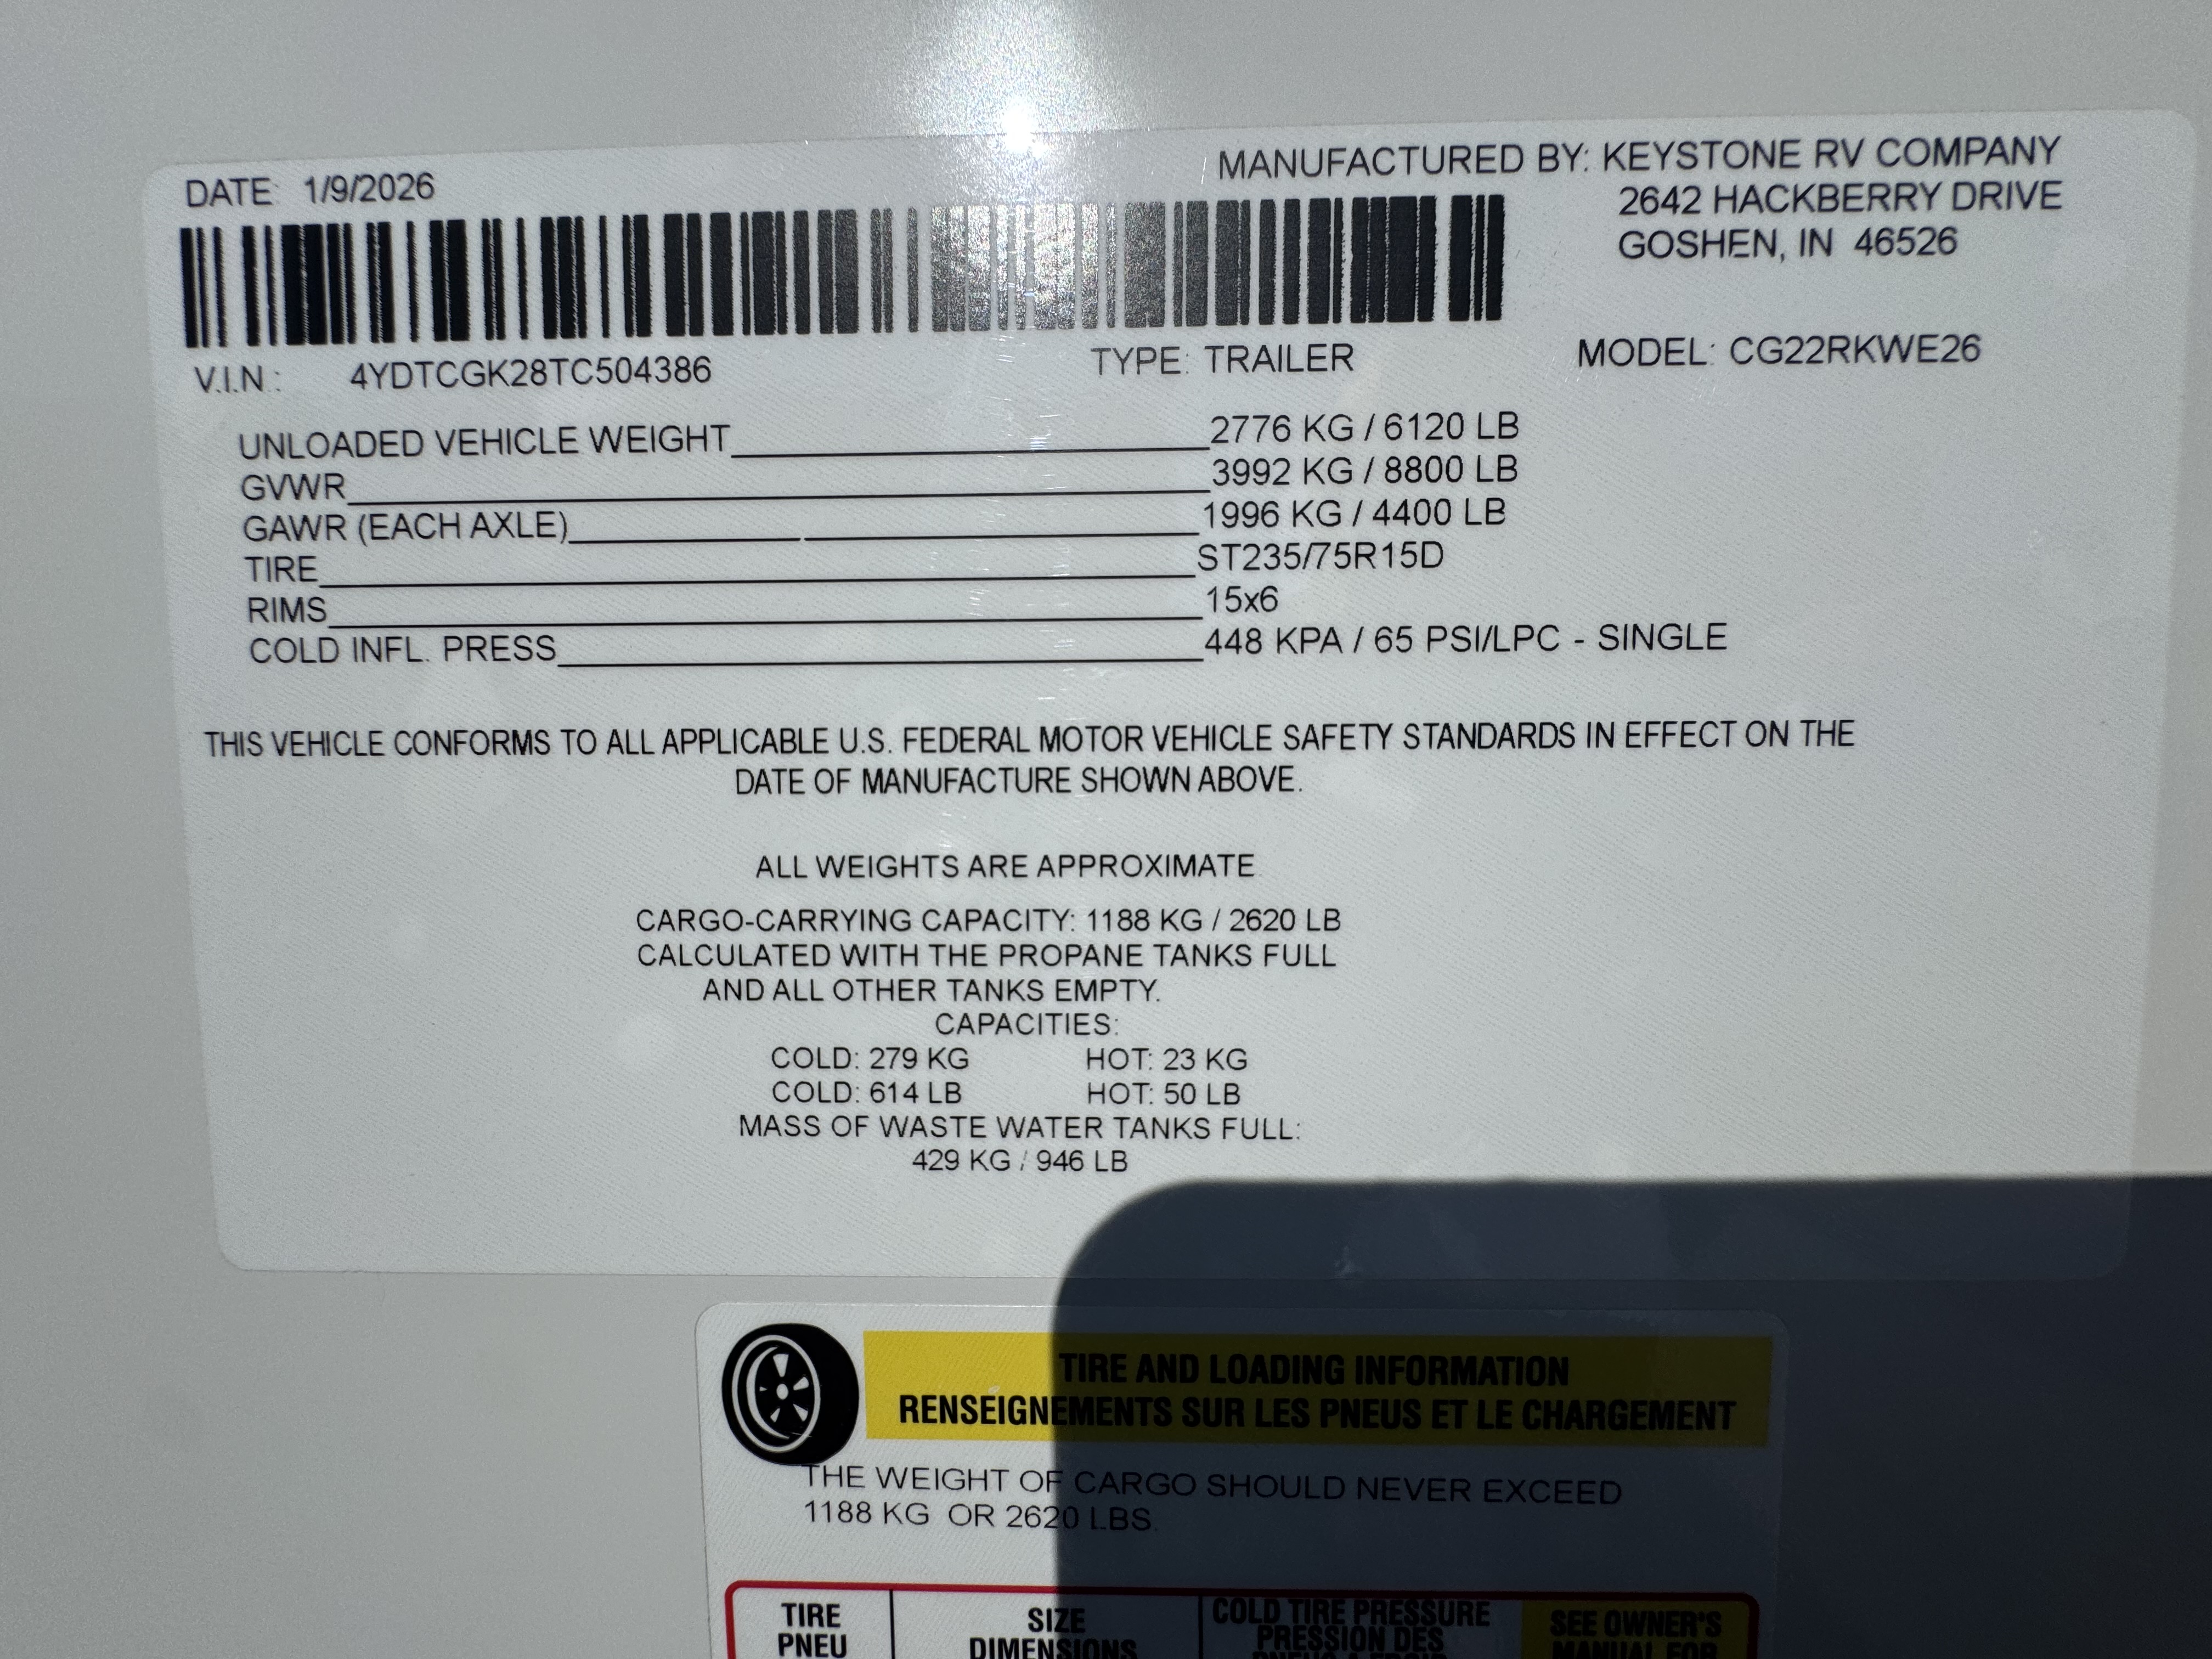 DATE: 1/9/2026
MANUFACTURED BY: KEYSTONE RV COMPANY
2642 HACKBERRY DRIVE
GOSHEN, IN 46526
V.I.N.: 4YDTCGK28TC504386 TYPE: TRAILER MODEL: CG22RKWE26
UNLOADED VEHICLE WEIGHT 2776 KG / 6120 LB
GVWR 3992 KG / 8800 LB
GAWR (EACH AXLE) 1996 KG / 4400 LB
TIRE ST235/75R15D
RIMS 15x6
COLD INFL. PRESS 448 KPA / 65 PSI/LPC - SINGLE
THIS VEHICLE CONFORMS TO ALL APPLICABLE U.S. FEDERAL MOTOR VEHICLE SAFETY STANDARDS IN EFFECT ON THE
DATE OF MANUFACTURE SHOWN ABOVE.
ALL WEIGHTS ARE APPROXIMATE
CARGO-CARRYING CAPACITY: 1188 KG / 2620 LB
CALCULATED WITH THE PROPANE TANKS FULL
AND ALL OTHER TANKS EMPTY.
CAPACITIES:
COLD: 279 KG HOT: 23 KG
COLD: 614 LB HOT: 50 LB
MASS OF WASTE WATER TANKS FULL:
429 KG / 946 LB
TIRE AND LOADING INFORMATION
RENSEIGNEMENTS SUR LES PNEUS ET LE CHARGEMENT
THE WEIGHT OF CARGO SHOULD NEVER EXCEED
1188 KG OR 2620 LBS.
TIRE
PNEU
SIZE
DIMENSIONS
COLD TIRE PRESSURE
PRESSION DES
PNEUS A FROID
SEE OWNER'S
MANUAL FOR